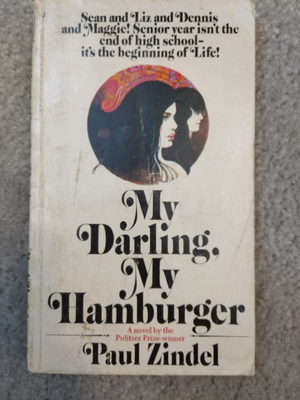 Sean and Liz and Dennis
and Maggie! Senior year isn't the
end of high school-
it's the beginning of Life!
My
Darling,
My
Hamburger
A novel by the
Pulitzer Prize-winner
Paul Zindel